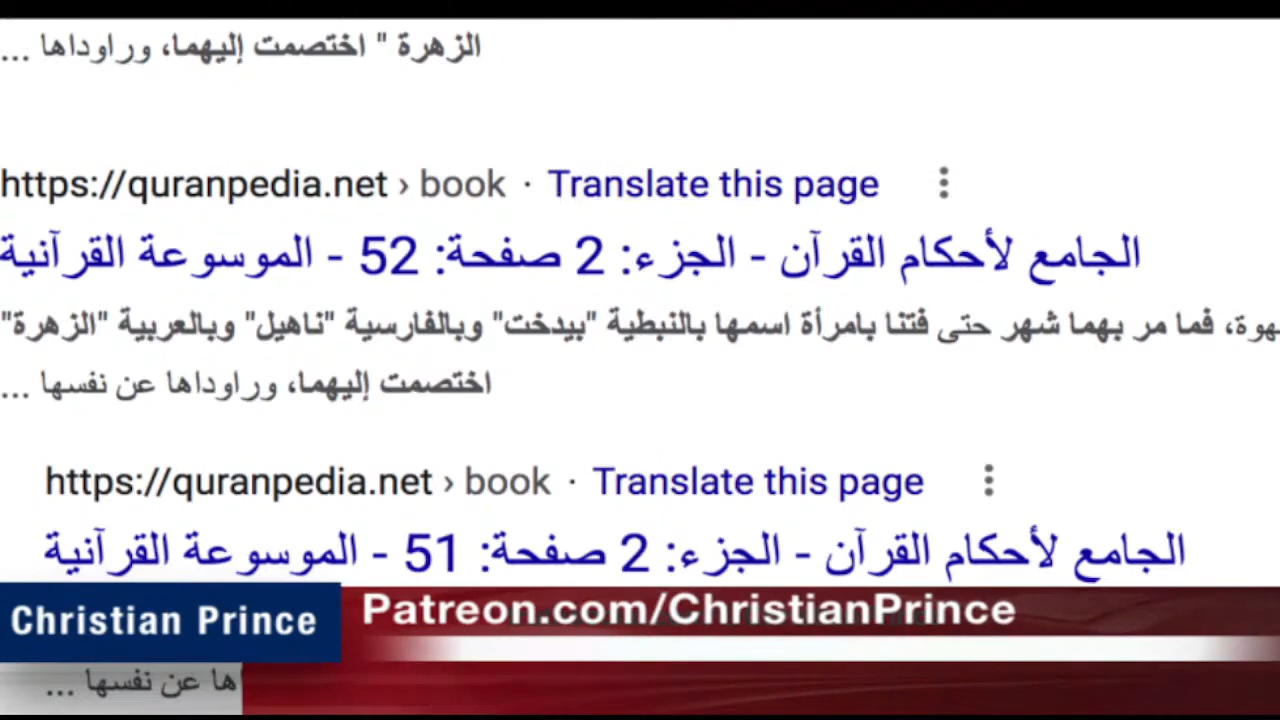 الزهرة " اختصمت إليهما، وراوداها ...
https://quranpedia.net › book · Translate this page
الجامع لأحكام القرآن - الجزء: 2 صفحة: 52 - الموسوعة القرآنية
فما مر بهما شهر حتى فتنا بامرأة اسمها بالنبطية "بيدخت" وبالفارسية "ناهيل" وبالعربية "الزهرة"
اختصمت إليهما، وراوداها عن نفسها ...
https://quranpedia.net › book · Translate this page
الجامع لأحكام القرآن - الجزء: 2 صفحة: 51 - الموسوعة القرآنية
Christian Prince
Patreon.com/ChristianPrince
عن نفسها ...